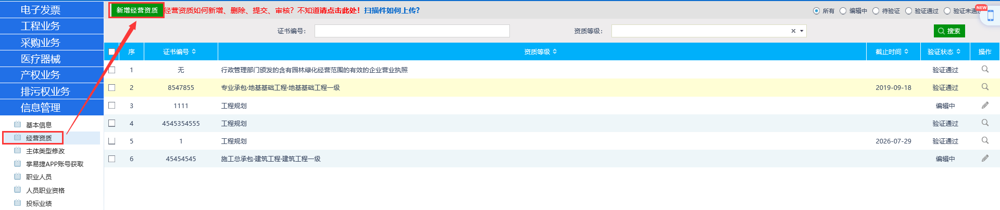 电子发票
工程业务
采购业务
医疗器械
产权业务
排污权业务
信息管理
基本信息
经营资质
主体类型修改
掌易捷APP账号获取
职业人员
人员职业资格
投标业绩
新增经营资质 经营资质如何新增、删除、提交、审核？不知道请点击此处！扫描件如何上传？
所有 编辑中 待验证 验证通过 验证未通过
NEW
证书编号： 资质等级： 搜索
序 证书编号 资质等级 截止时间 验证状态 操作
1 无 行政管理部门颁发的含有园林绿化经营范围的有效的企业营业执照 验证通过
2 8547855 专业承包·地基基础工程·地基基础工程一级 2019-09-18 验证通过
3 1111 工程规划 编辑中
4 4545354555 工程规划 验证通过
5 1 工程规划 2026-07-29 验证通过
6 45454545 施工总承包·建筑工程·建筑工程一级 编辑中